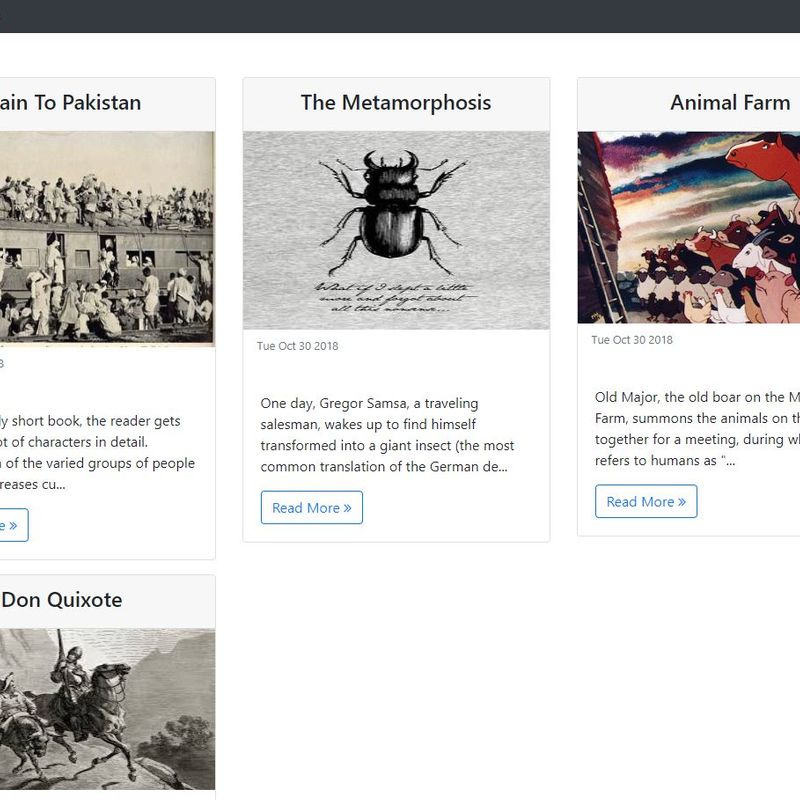 ain To Pakistan
8
ly short book, the reader gets
ot of characters in detail.
n of the varied groups of people
reases cu...
e »
The Metamorphosis
What if I slept a little
more and forgot about
all this nonsense...
Tue Oct 30 2018
One day, Gregor Samsa, a traveling
salesman, wakes up to find himself
transformed into a giant insect (the most
common translation of the German de...
Read More »
Animal Farm
Tue Oct 30 2018
Old Major, the old boar on the M
Farm, summons the animals on th
together for a meeting, during wh
refers to humans as "...
Read More »
Don Quixote